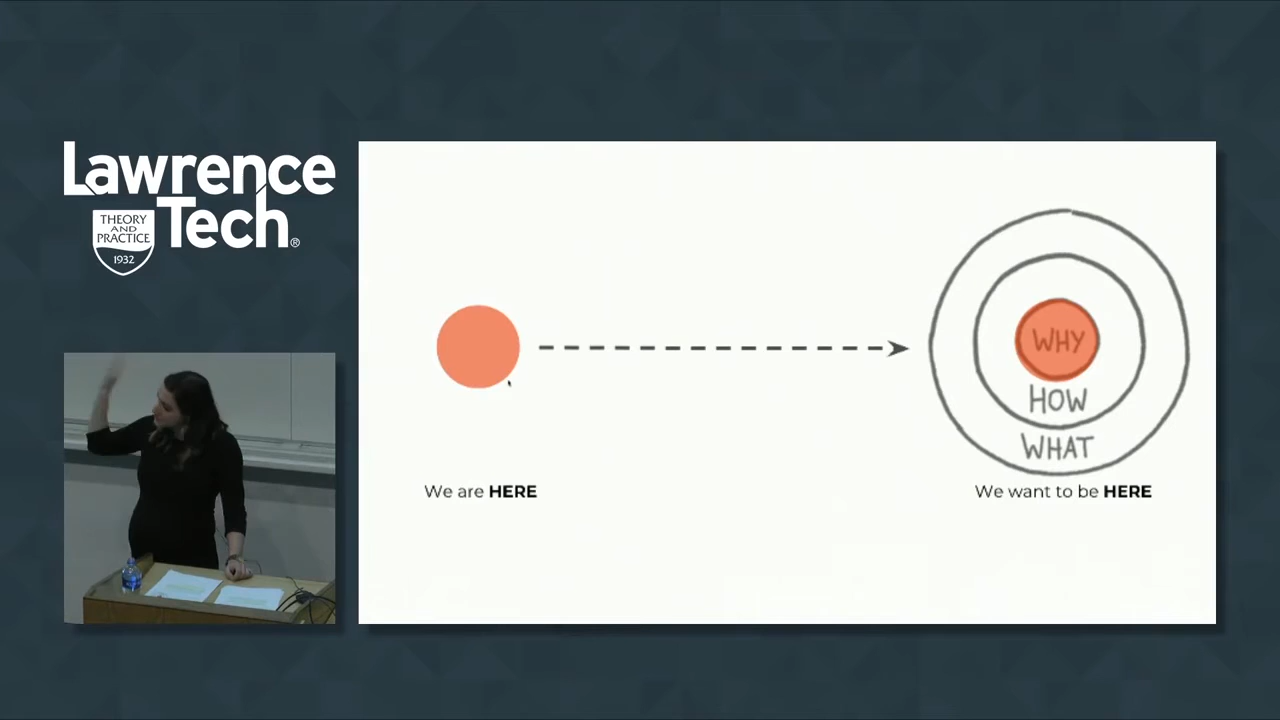 Lawrence
Tech®
THEORY
AND
PRACTICE
1932
WHY
HOW
WHAT
We are HERE
We want to be HERE